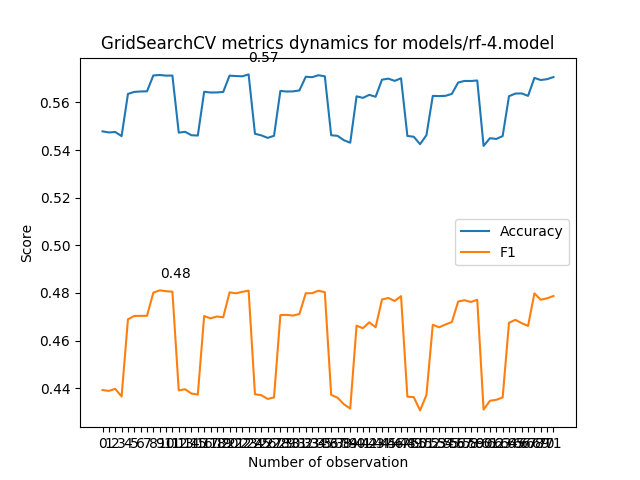 GridSearchCV metrics dynamics for models/rf-4.model
0.57
0.56
0.54
0.52
0.50
0.48
0.46
0.44
Score
Accuracy
F1
0.48
Number of observation